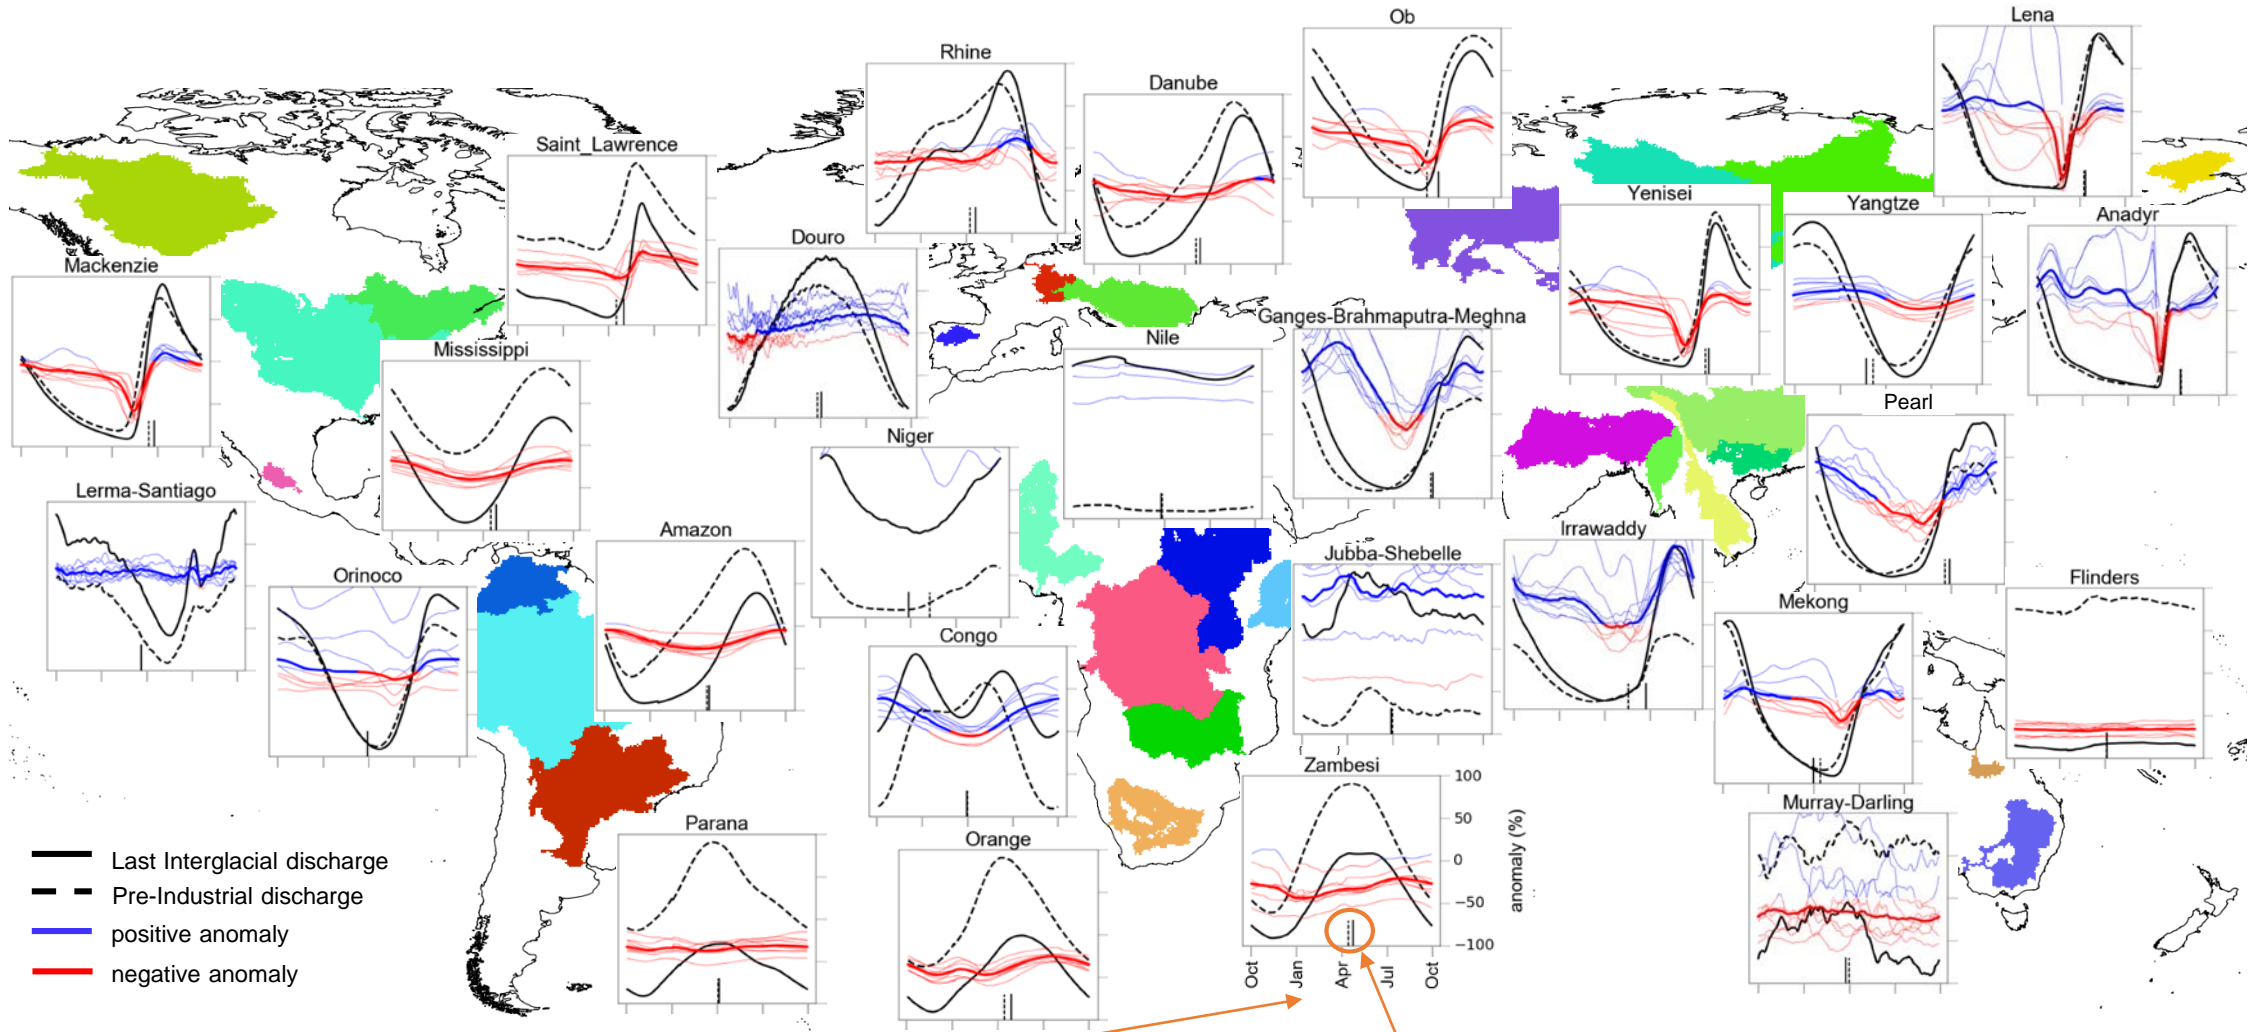 Ob
Lena
Rhine
Danube
Saint_Lawrence
Yenisei
Yangtze
Anadyr
Douro
Mackenzie
Ganges-Brahmaputra-Meghna
Nile
Mississippi
Pearl
Niger
Lerma-Santiago
Amazon
Irrawaddy
Jubba-Shebelle
Orinoco
Flinders
Mekong
Congo
Zambesi
100
50
0
−50
−100
anomaly (%)
Oct
Jan
Apr
Jul
Oct
Murray-Darling
Parana
Orange
Last Interglacial discharge
Pre-Industrial discharge
positive anomaly
negative anomaly